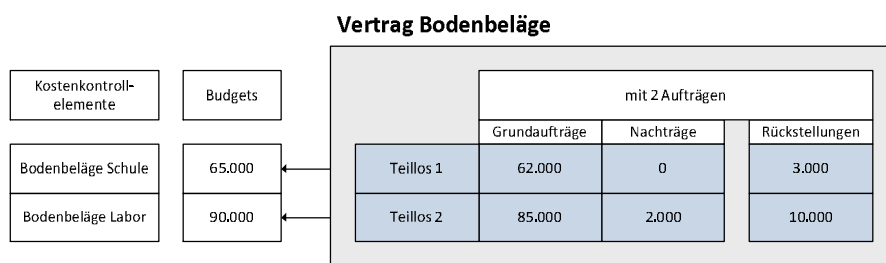 Vertrag Bodenbeläge
Kostenkontroll-
elemente
Budgets
mit 2 Aufträgen
Grundaufträge Nachträge Rückstellungen
Bodenbeläge Schule 65.000 Teillos 1 62.000 0 3.000
Bodenbeläge Labor 90.000 Teillos 2 85.000 2.000 10.000